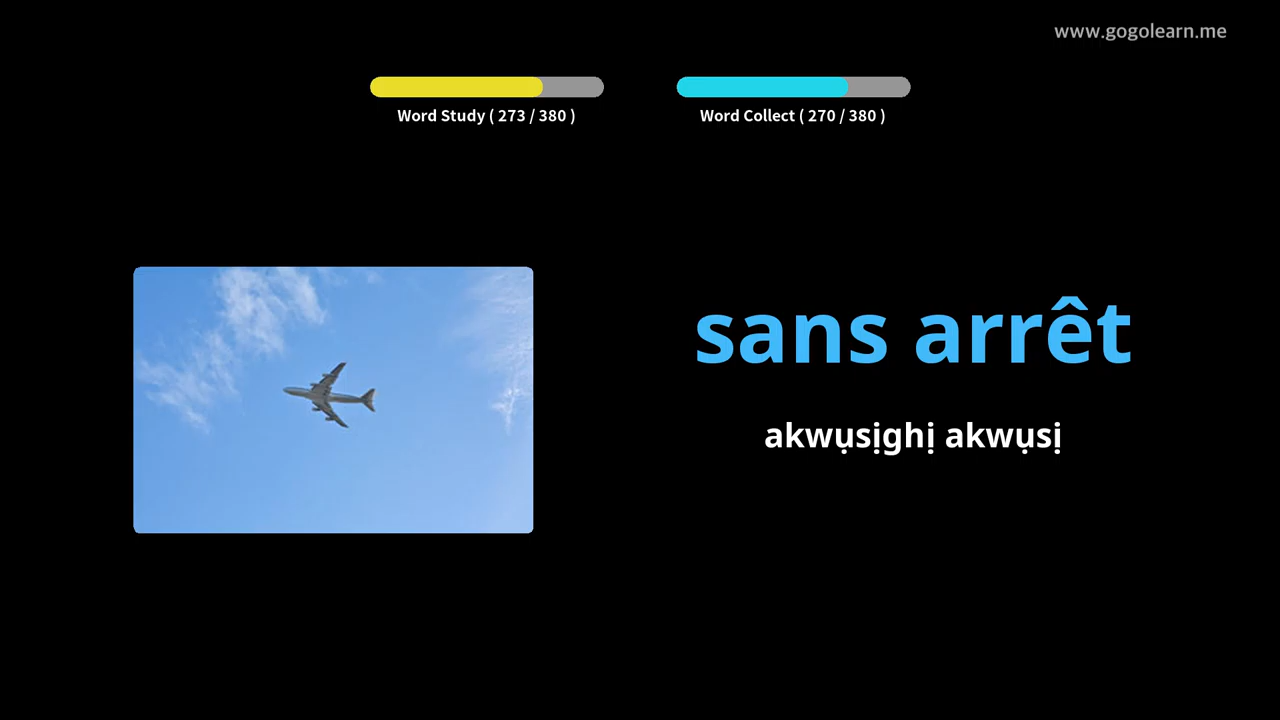 www.gogolearn.me
Word Study ( 273 / 380 )
Word Collect ( 270 / 380 )
sans arrêt
akwụsịghị akwụsị